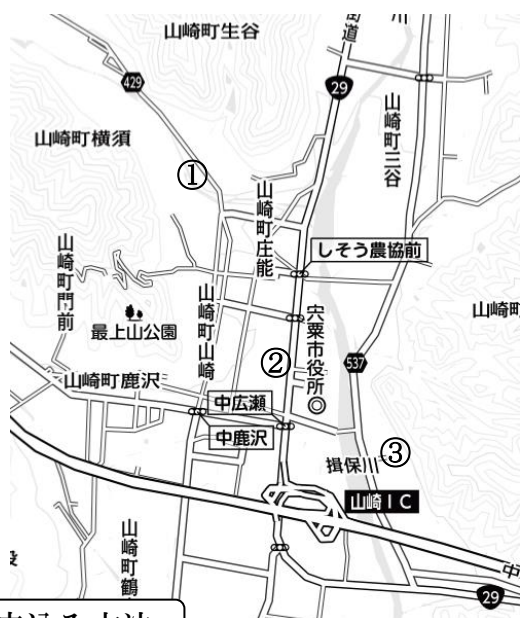 山崎町生谷
街道
川
429
29
山崎町三谷
山崎町横須
①
山崎町庄能
しそう農協前
山崎町門前
山崎町山崎
宍粟市役所
山崎町
最上山公園
②
537
山崎町鹿沢
中広瀬
中鹿沢
③
揖保川
山崎IC
山崎町鶴
中
29